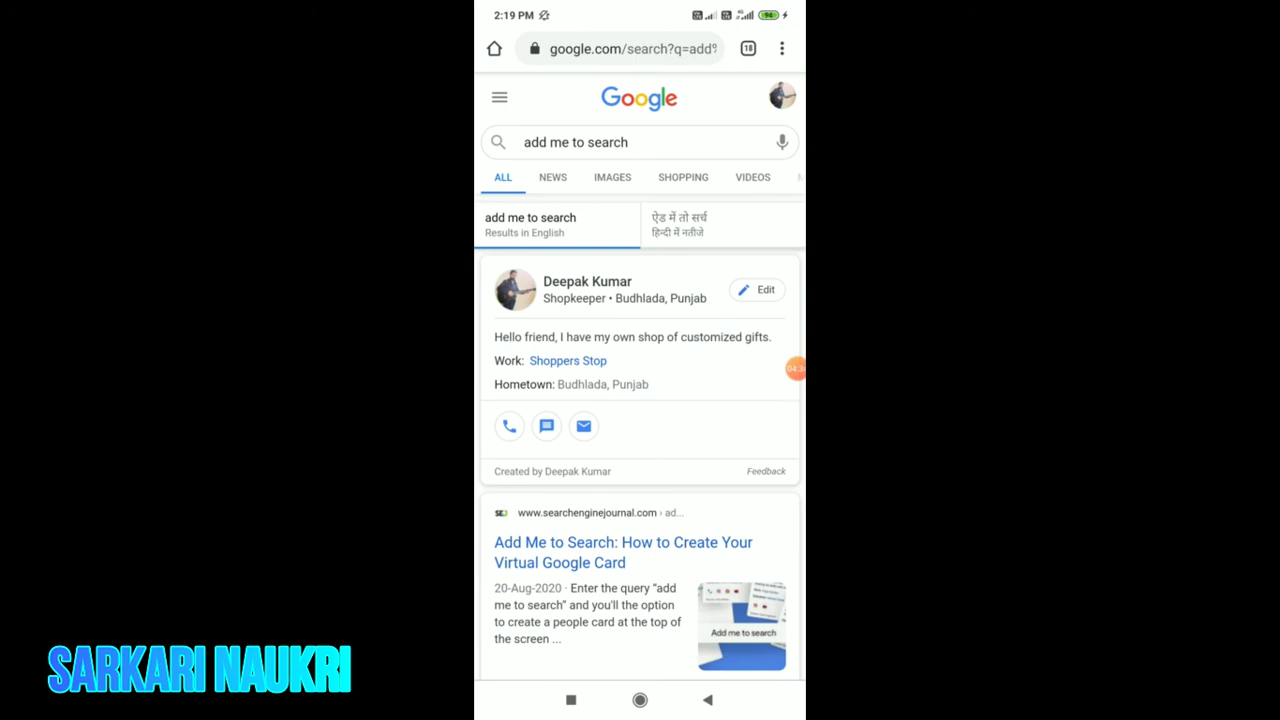 2:19 PM
94
google.com/search?q=add%
18
Google
add me to search
ALL NEWS IMAGES SHOPPING VIDEOS
add me to search
Results in English
ऐड में तो सर्च
हिन्दी में नतीजे
Deepak Kumar
Shopkeeper • Budhlada, Punjab
Edit
Hello friend, I have my own shop of customized gifts.
Work: Shoppers Stop
Hometown: Budhlada, Punjab
Created by Deepak Kumar
Feedback
www.searchenginejournal.com › ad...
Add Me to Search: How to Create Your
Virtual Google Card
20-Aug-2020 · Enter the query "add
me to search" and you'll the option
to create a people card at the top of
the screen ...
Add me to search
SARKARI NAUKRI